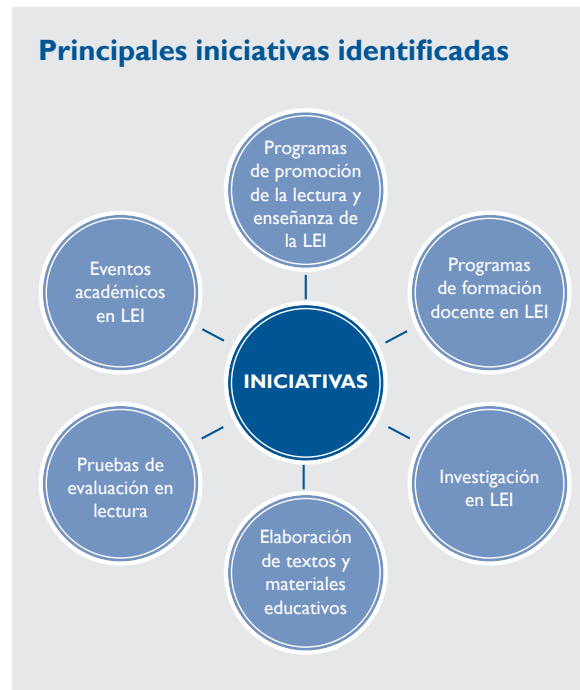 Principales iniciativas identificadas
Programas
de promoción
de la lectura y
enseñanza de
la LEI
Programas
de formación
docente en LEI
Investigación
en LEI
Elaboración
de textos y
materiales
educativos
Pruebas de
evaluación en
lectura
Eventos
académicos
en LEI
INICIATIVAS